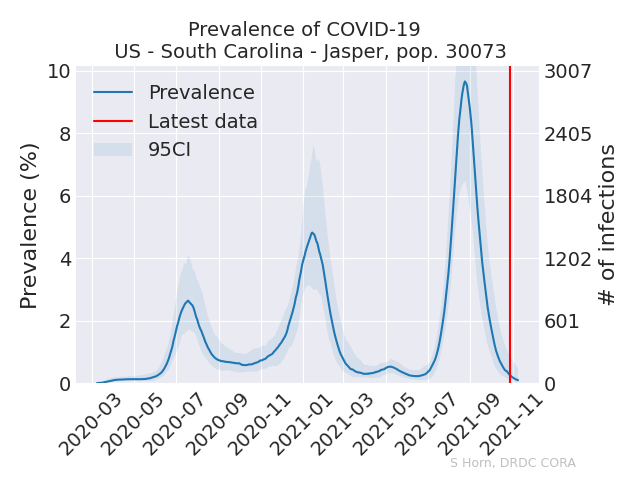 Prevalence of COVID-19
US - South Carolina - Jasper, pop. 30073
Prevalence (%)
10
8
6
4
2
0
Prevalence
Latest data
95CI
3007
2405
1804
1202
601
0
# of infections
2020-03
2020-05
2020-07
2020-09
2020-11
2021-01
2021-03
2021-05
2021-07
2021-09
2021-11
S Horn, DRDC CORA